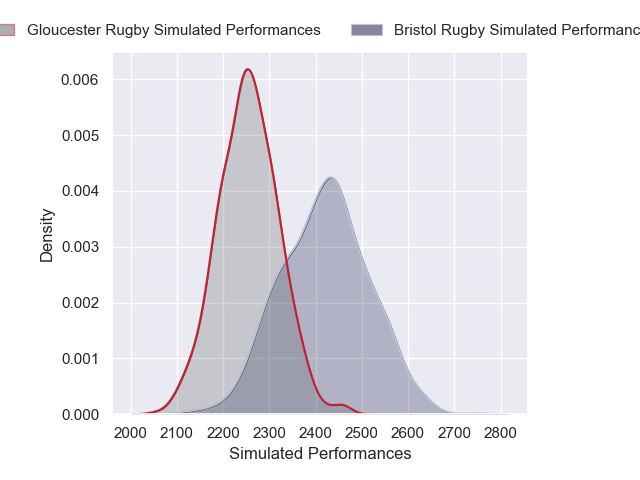 Gloucester Rugby Simulated Performances Bristol Rugby Simulated Performanc
0.006
0.005
0.004
0.003
0.002
0.001
0.000
Density
2000 2100 2200 2300 2400 2500 2600 2700 2800
Simulated Performances